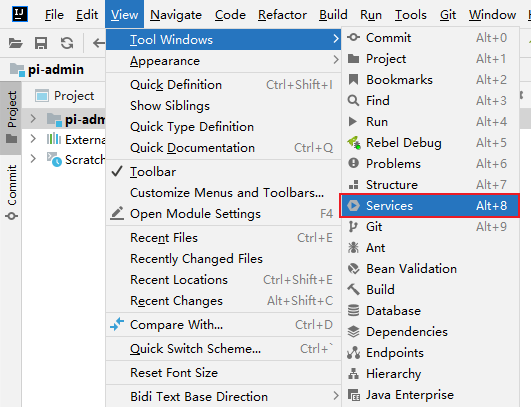 IJ File Edit View Navigate Code Refactor Build Run Tools Git Window
pi-admin
Project
Commit
Project
pi-adm
Externa
Scratch
Tool Windows
Appearance
Quick Definition Ctrl+Shift+I
Show Siblings
Quick Type Definition
Quick Documentation Ctrl+Q
Toolbar
Customize Menus and Toolbars...
Open Module Settings F4
Recent Files Ctrl+E
Recently Changed Files
Recent Locations Ctrl+Shift+E
Recent Changes Alt+Shift+C
Compare With... Ctrl+D
Quick Switch Scheme... Ctrl+`
Reset Font Size
Bidi Text Base Direction
Commit Alt+0
Project Alt+1
Bookmarks Alt+2
Find Alt+3
Run Alt+4
Rebel Debug Alt+5
Problems Alt+6
Structure Alt+7
Services Alt+8
Git Alt+9
Ant
Bean Validation
Build
Database
Dependencies
Endpoints
Hierarchy
Java Enterprise